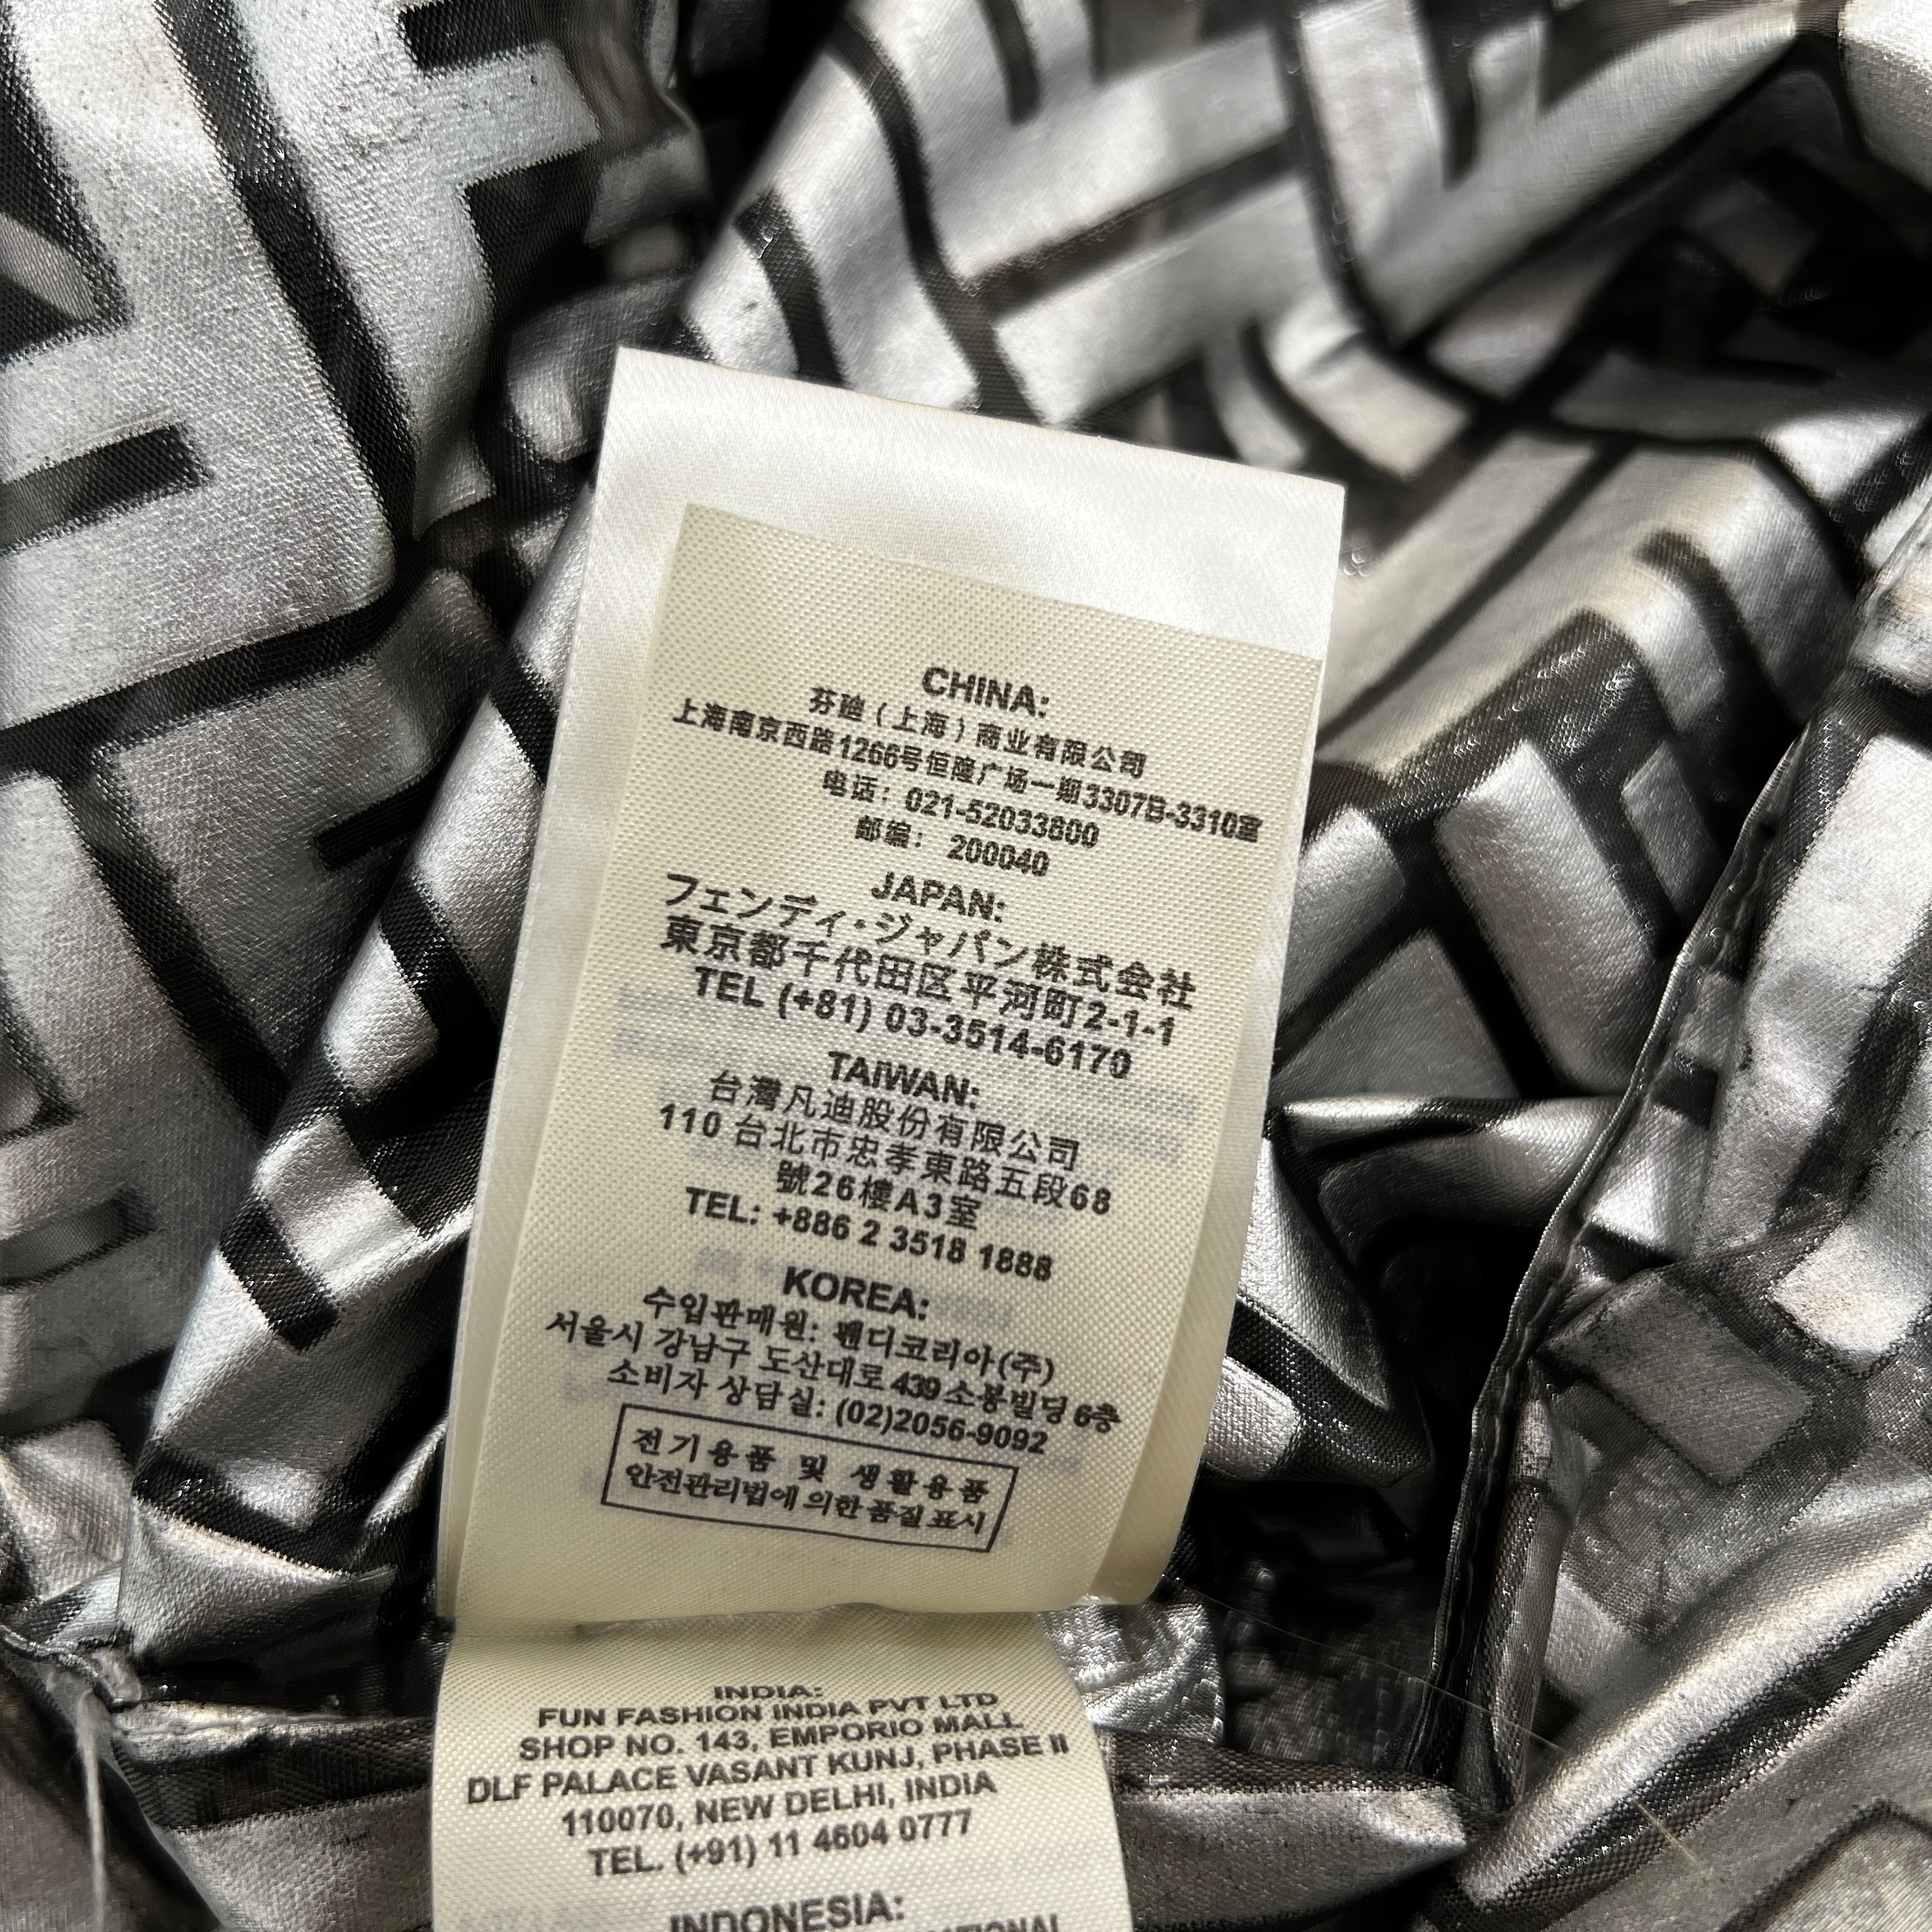 CHINA:
芬迪（上海）商业有限公司
上海南京西路1266号恒隆广场一期3307B-3310室
电话：021-52033800
邮编：200040
JAPAN:
フェンディ・ジャパン株式会社
東京都千代田区平河町2-1-1
TEL (+81) 03-3514-6170
TAIWAN:
台灣凡迪股份有限公司
110 台北市忠孝東路五段68
號26樓A3室
TEL: +886 2 3518 1888
KOREA:
수입판매원: 펜디코리아(주)
서울시 강남구 도산대로 439 소봉빌딩 6층
소비자 상담실: (02)2056-9092
전기용품 및 생활용품
안전관리법에 의한 품질표시
INDIA:
FUN FASHION INDIA PVT LTD
SHOP NO. 143, EMPORIO MALL
DLF PALACE VASANT KUNJ, PHASE II
110070, NEW DELHI, INDIA
TEL. (+91) 11 4604 0777
INDONESIA: